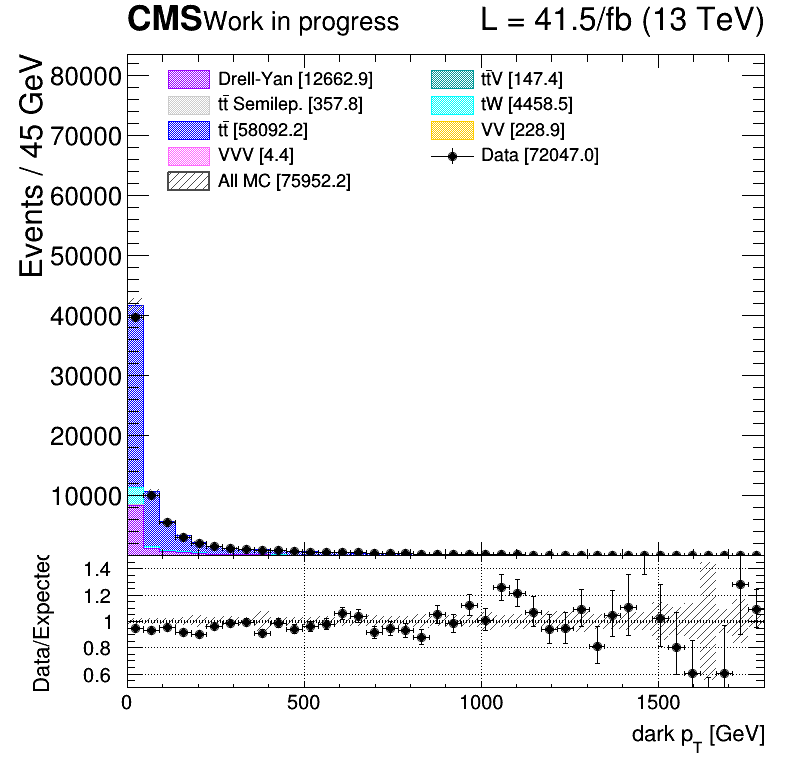 CMS Work in progress L = 41.5/fb (13 TeV)
Events / 45 GeV
80000
70000
60000
50000
40000
30000
20000
10000
Drell-Yan [12662.9]
tt̄ Semilep. [357.8]
tt̄ [58092.2]
VVV [4.4]
All MC [75952.2]
tt̄V [147.4]
tW [4458.5]
VV [228.9]
Data [72047.0]
Data/Expected
1.4
1.2
1
0.8
0.6
0 500 1000 1500
dark p_T [GeV]